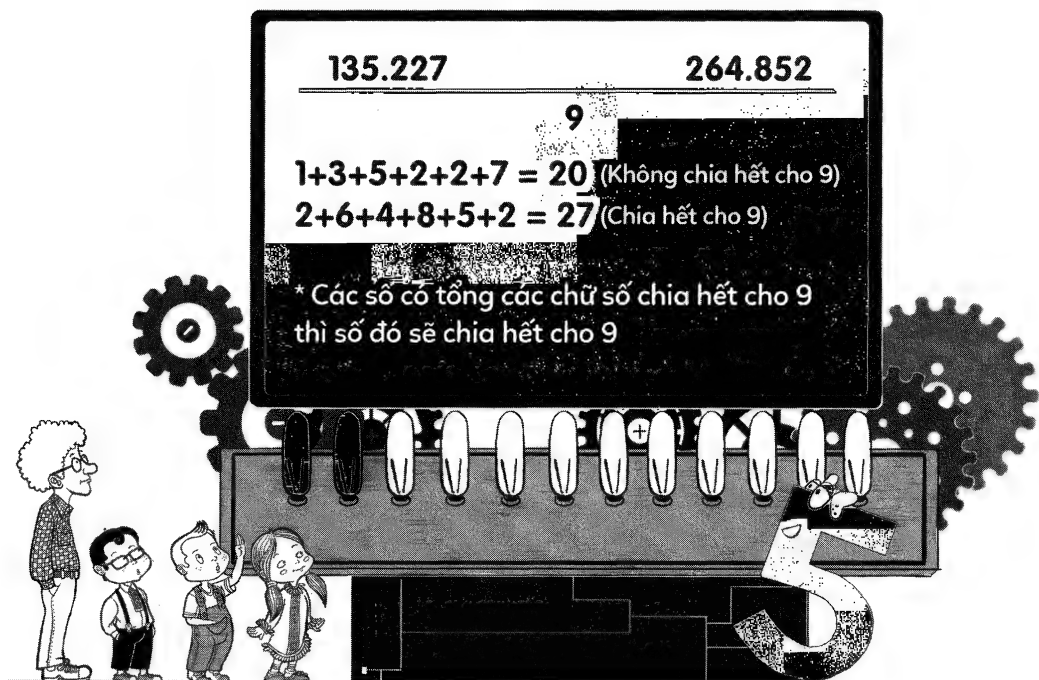 135.227 264.852
9
1+3+5+2+2+7 = 20 (Không chia hết cho 9)
2+6+4+8+5+2 = 27 (Chia hết cho 9)
* Các số có tổng các chữ số chia hết cho 9
thì số đó sẽ chia hết cho 9
5